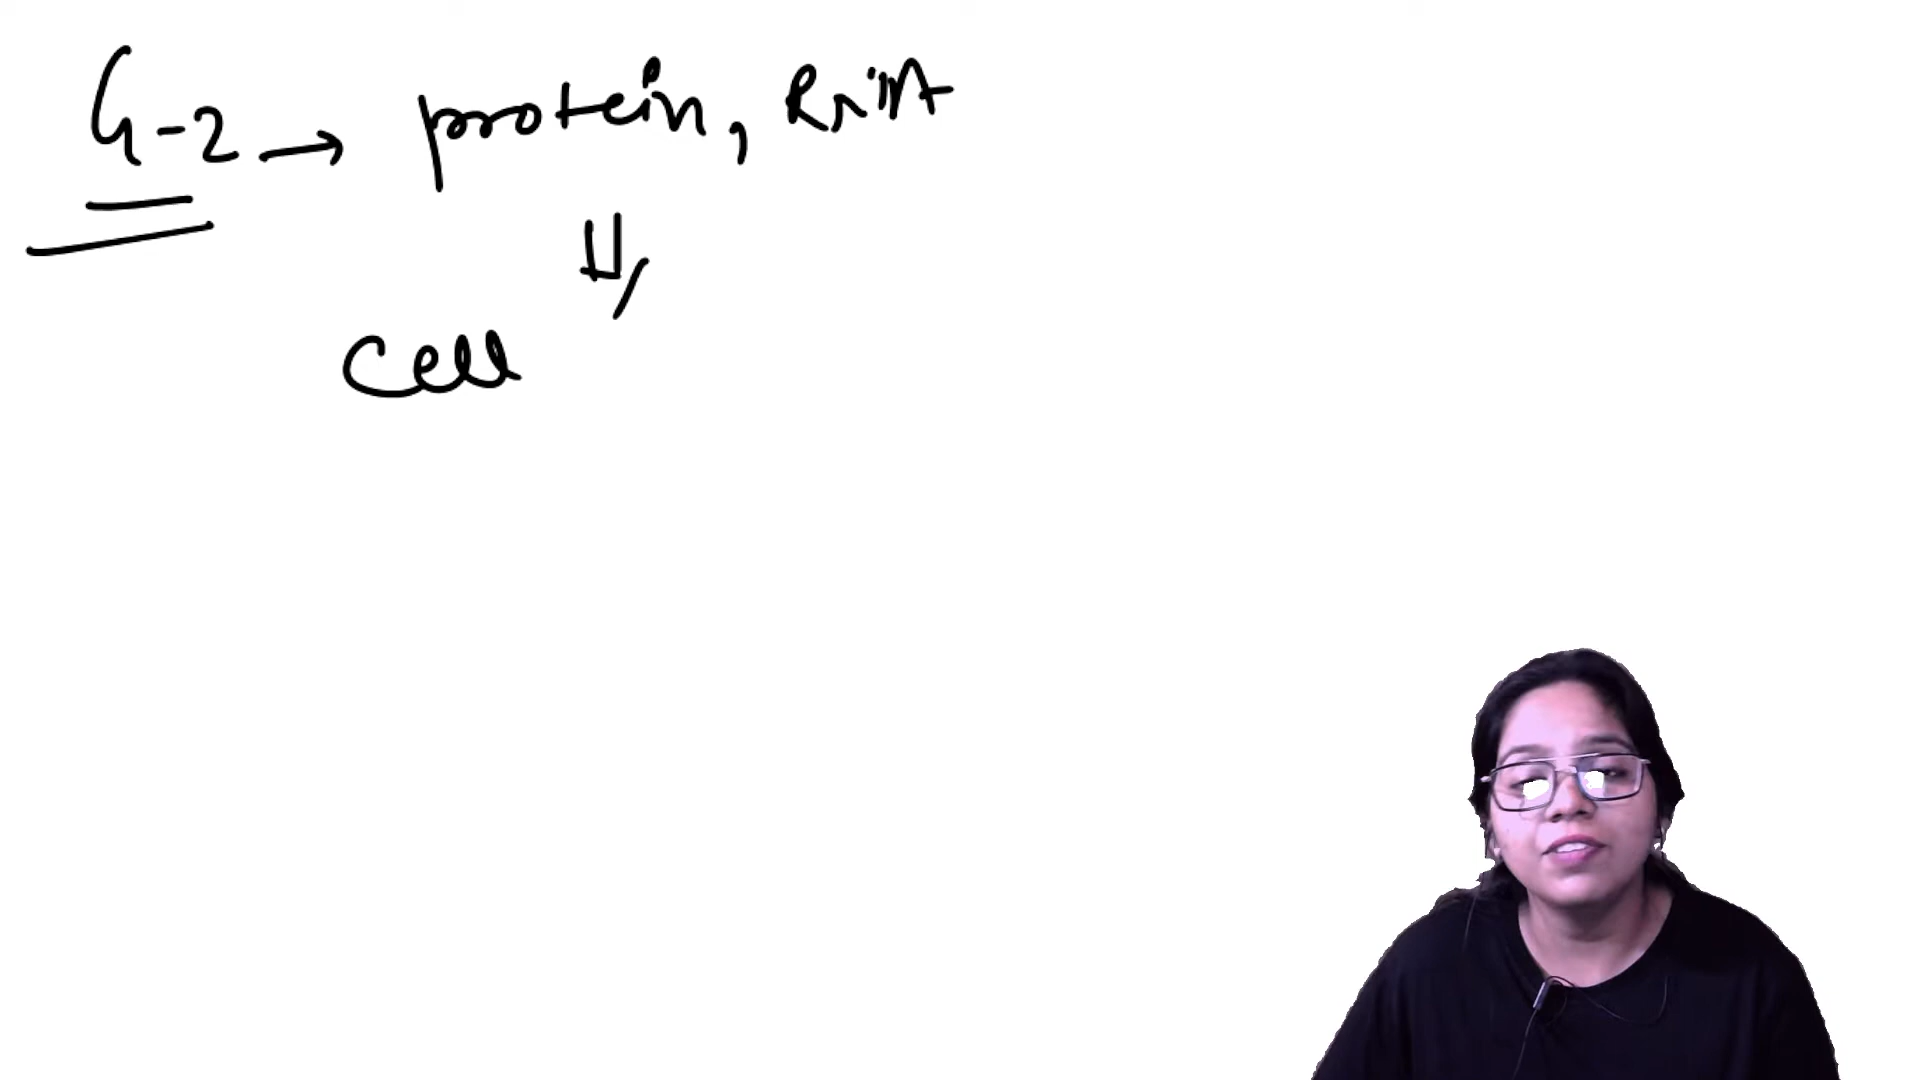 G-2 → protein, RNA
⇓
Cell